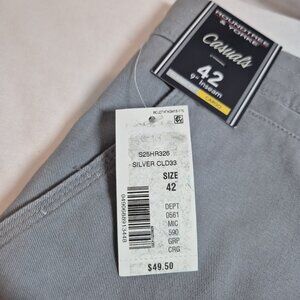 ROUNDTREE
& YORKE
Casuals
42
9" Inseam
CARGO
S25HR326
SILVER CLD33
SIZE
42
DEPT
0561
MIC
590
GRP
CRG
$49.50